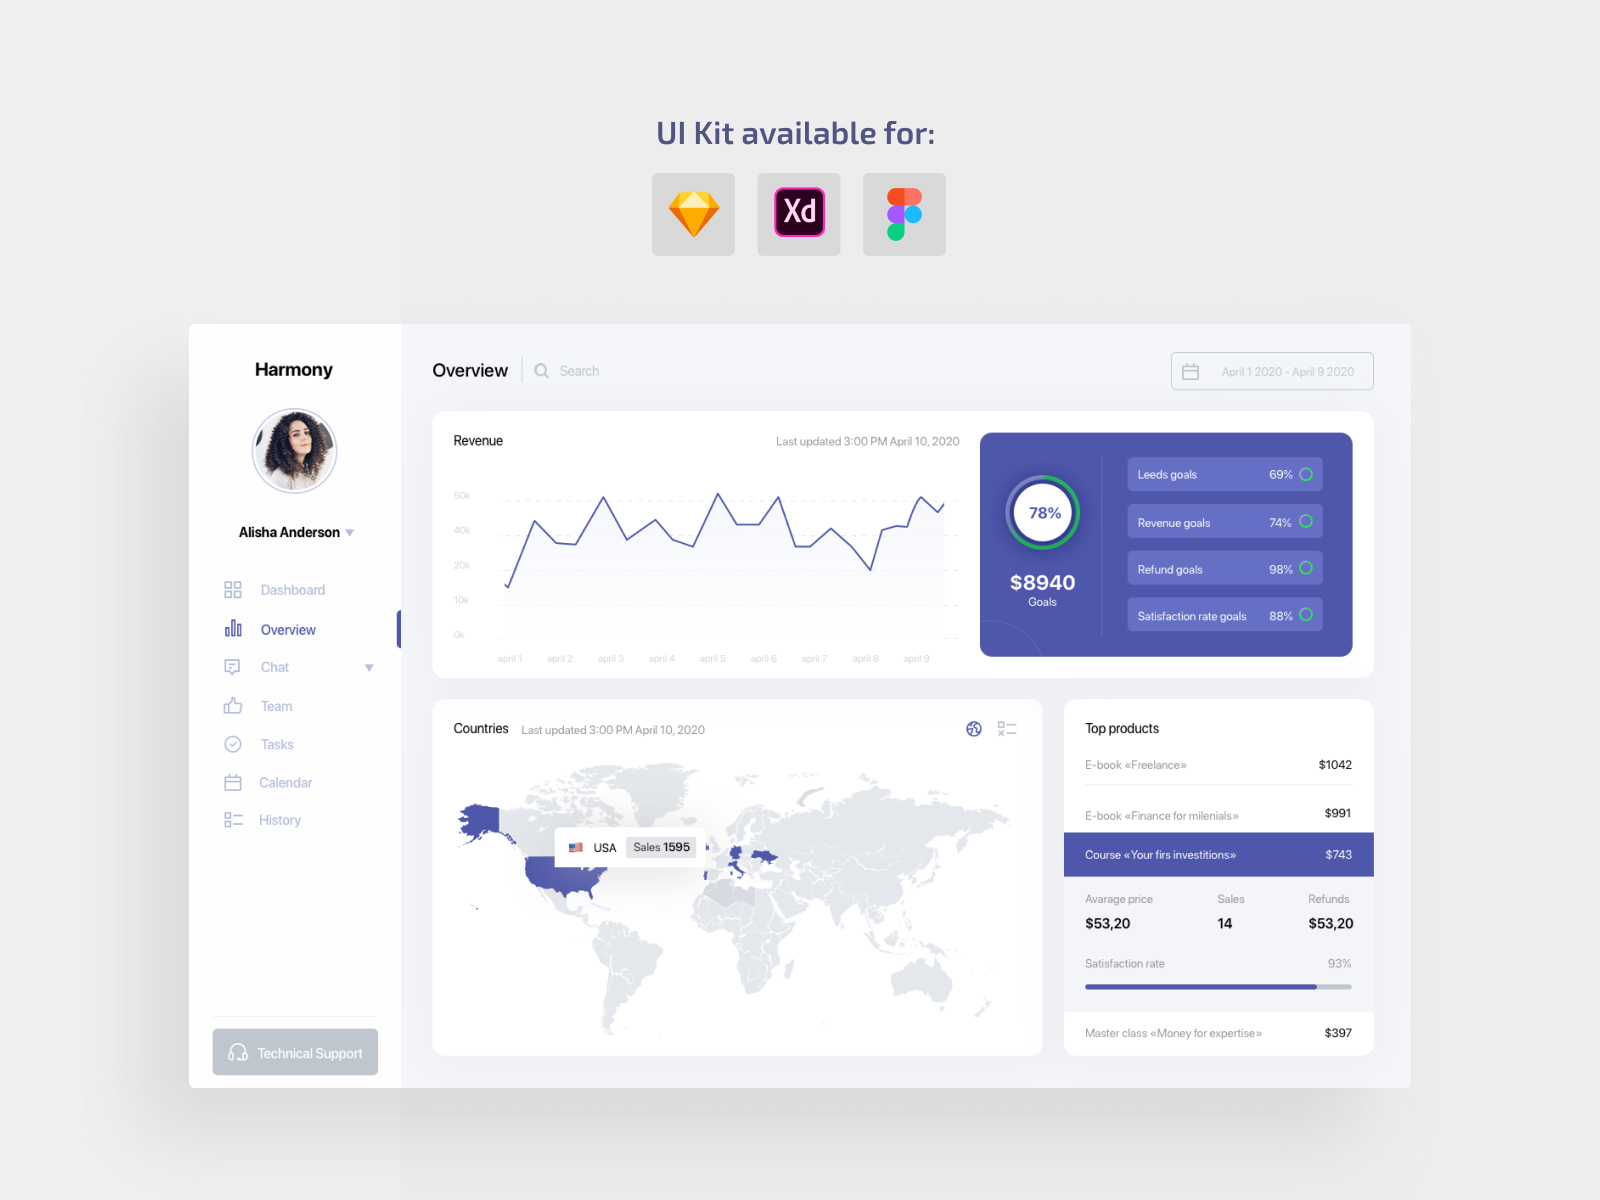 UI Kit available for:
Xd
Harmony
Alisha Anderson
Dashboard
Overview
Chat
Team
Tasks
Calendar
History
Technical Support
Overview
Search
April 1 2020 - April 9 2020
Revenue
Last updated 3:00 PM April 10, 2020
50k
40k
20k
10k
0k
april 1 april 2 april 3 april 4 april 5 april 6 april 7 april 8 april 9
78%
$8940
Goals
Leeds goals 69%
Revenue goals 74%
Refund goals 98%
Satisfaction rate goals 88%
Countries
Last updated 3:00 PM April 10, 2020
USA Sales 1595
Top products
E-book «Freelance» $1042
E-book «Finance for milenials» $991
Course «Your firs investitions» $743
Avarage price Sales Refunds
$53,20 14 $53,20
Satisfaction rate 93%
Master class «Money for expertise» $397